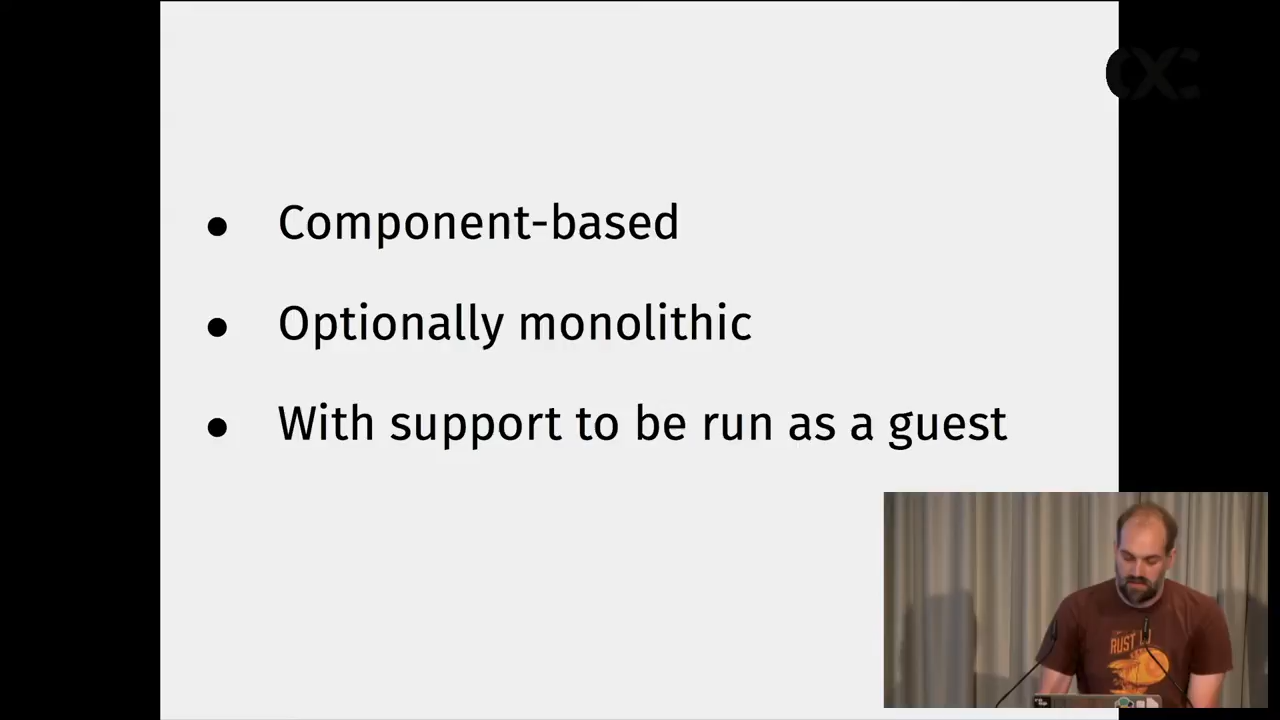 ● Component-based
● Optionally monolithic
● With support to be run as a guest
RUST